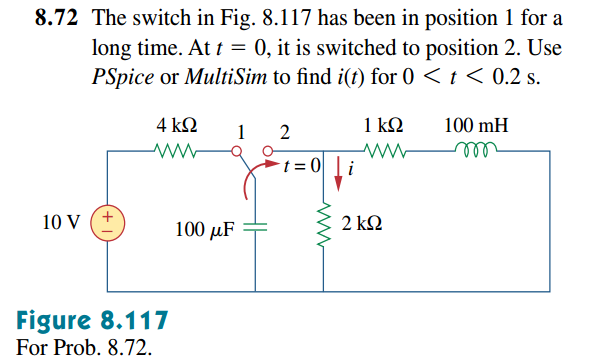 8.72 The switch in Fig. 8.117 has been in position 1 for a
long time. At t = 0, it is switched to position 2. Use
PSpice or MultiSim to find i(t) for 0 < t < 0.2 s.
4 kΩ 1 2 1 kΩ 100 mH
t = 0 i
10 V + − 100 μF 2 kΩ
Figure 8.117
For Prob. 8.72.